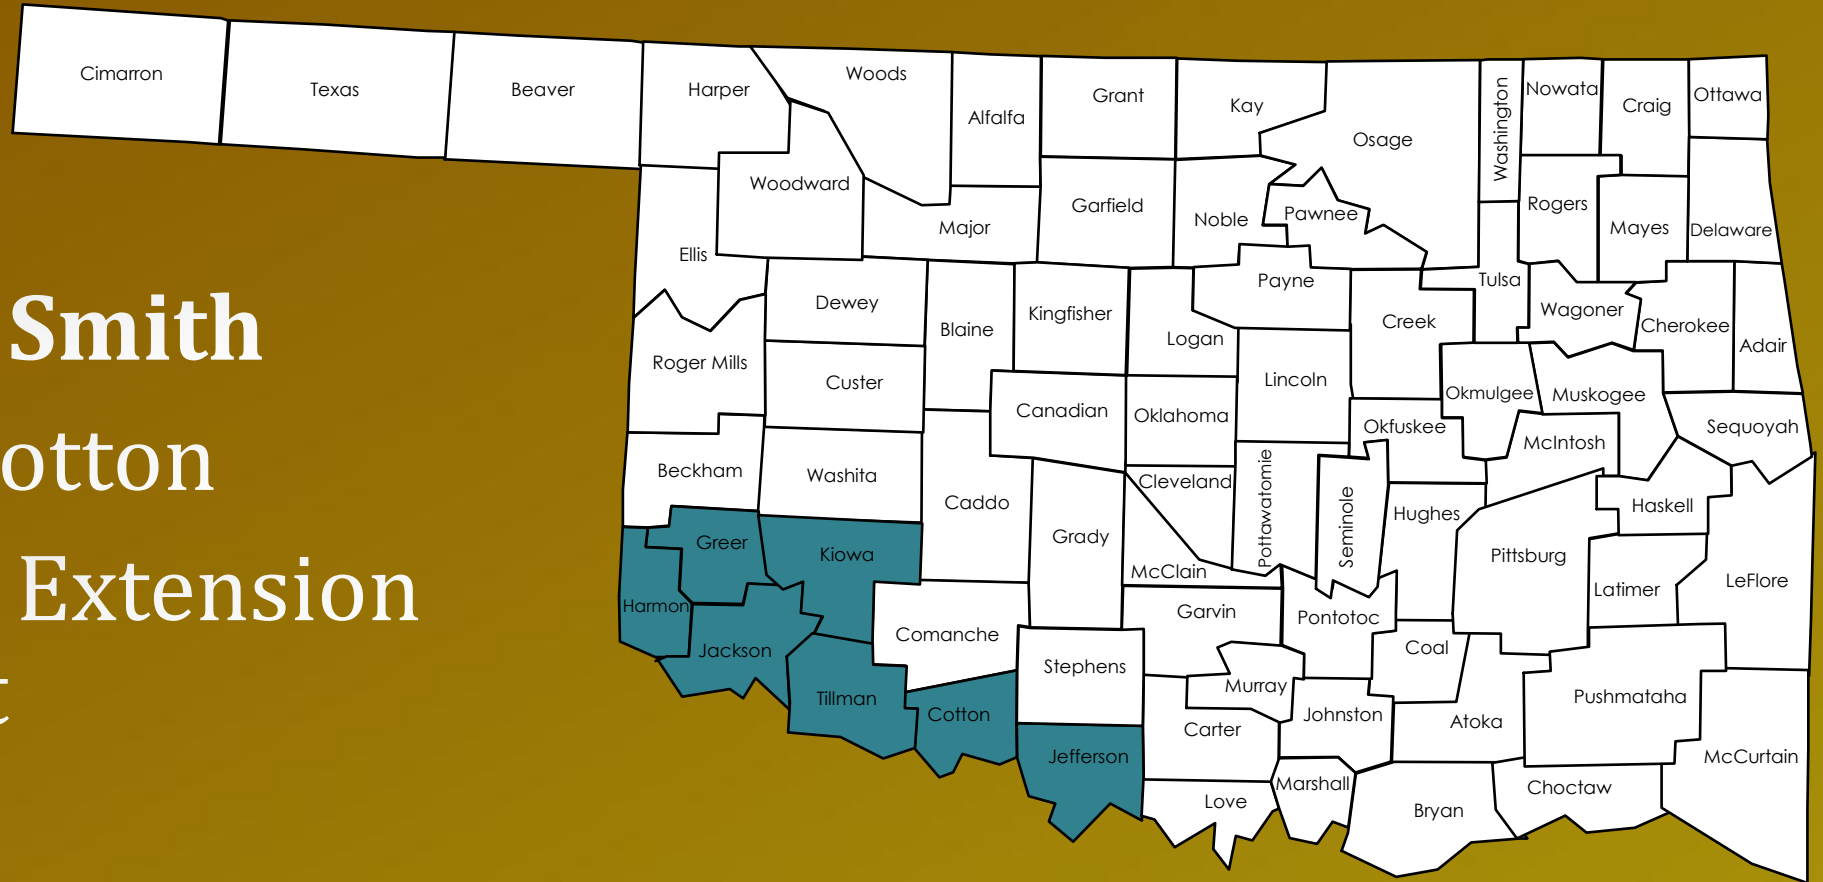 Smith
otton
Extension
t
Cimarron
Texas
Beaver
Harper
Woods
Alfalfa
Grant
Kay
Osage
Washington
Nowata
Craig
Ottawa
Woodward
Ellis
Major
Garfield
Noble
Pawnee
Rogers
Mayes
Delaware
Dewey
Blaine
Kingfisher
Logan
Payne
Creek
Tulsa
Wagoner
Cherokee
Adair
Roger Mills
Custer
Canadian
Oklahoma
Lincoln
Okfuskee
Okmulgee
Muskogee
McIntosh
Sequoyah
Beckham
Washita
Caddo
Grady
Cleveland
McClain
Pottawatomie
Seminole
Hughes
Pittsburg
Haskell
Latimer
LeFlore
Harmon
Greer
Kiowa
Jackson
Tillman
Comanche
Cotton
Stephens
Jefferson
Garvin
Murray
Carter
Love
Pontotoc
Johnston
Marshall
Coal
Atoka
Bryan
Pushmataha
Choctaw
McCurtain